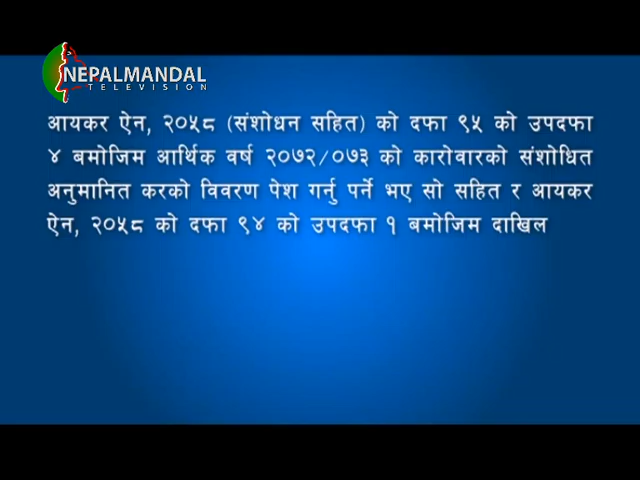 NEPALMANDAL
TELEVISION
आयकर ऐन, २०५८ (संशोधन सहित) को दफा ९५ को उपदफा
४ बमोजिम आर्थिक वर्ष २०७२/०७३ को कारोवारको संशोधित
अनुमानित करको विवरण पेश गर्नु पर्ने भए सो सहित र आयकर
ऐन, २०५८ को दफा ९४ को उपदफा १ बमोजिम दाखिल